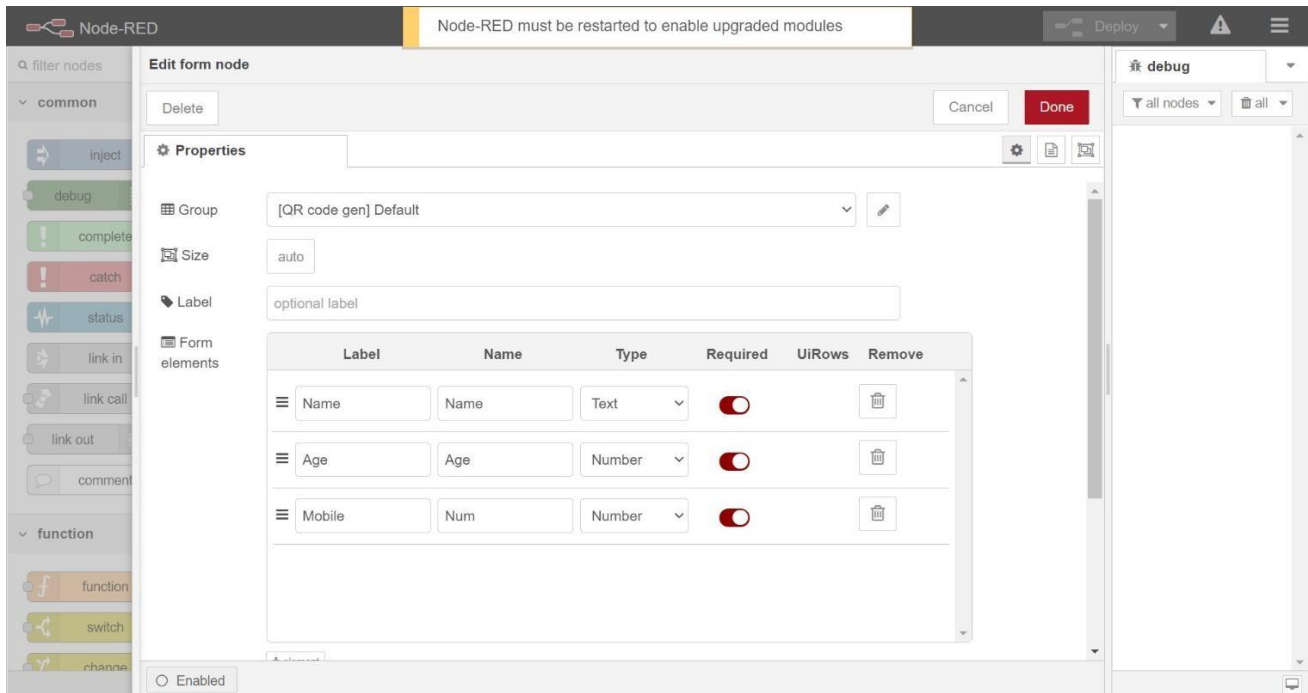 Node-RED
Node-RED must be restarted to enable upgraded modules
Deploy
filter nodes
common
inject
debug
complete
catch
status
link in
link call
link out
comment
function
function
switch
change
Edit form node
Delete
Cancel
Done
Properties
Group
[QR code gen] Default
Size
auto
Label
optional label
Form
elements
Label Name Type Required UiRows Remove
Name Name Text
Age Age Number
Mobile Num Number
Enabled
debug
all nodes
all